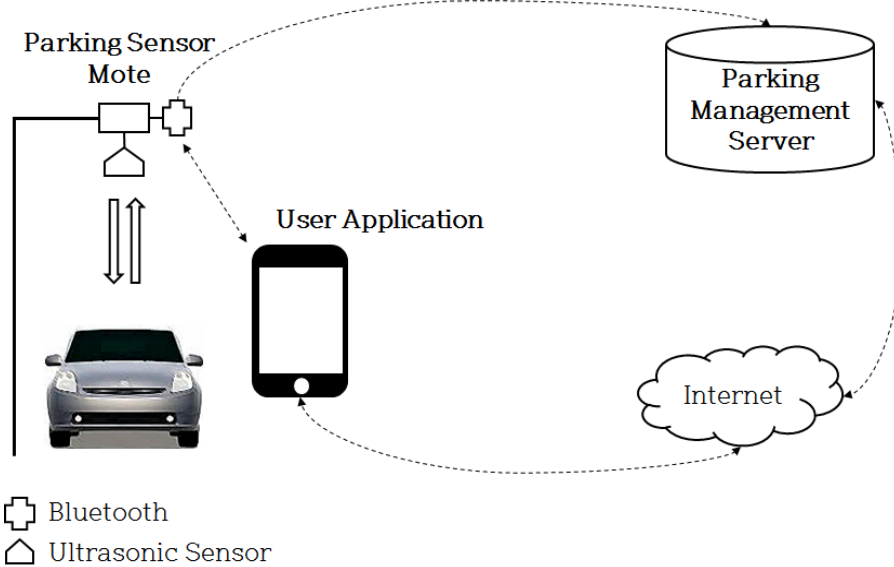 Parking Sensor
Mote
Parking
Management
Server
User Application
Internet
Bluetooth
Ultrasonic Sensor